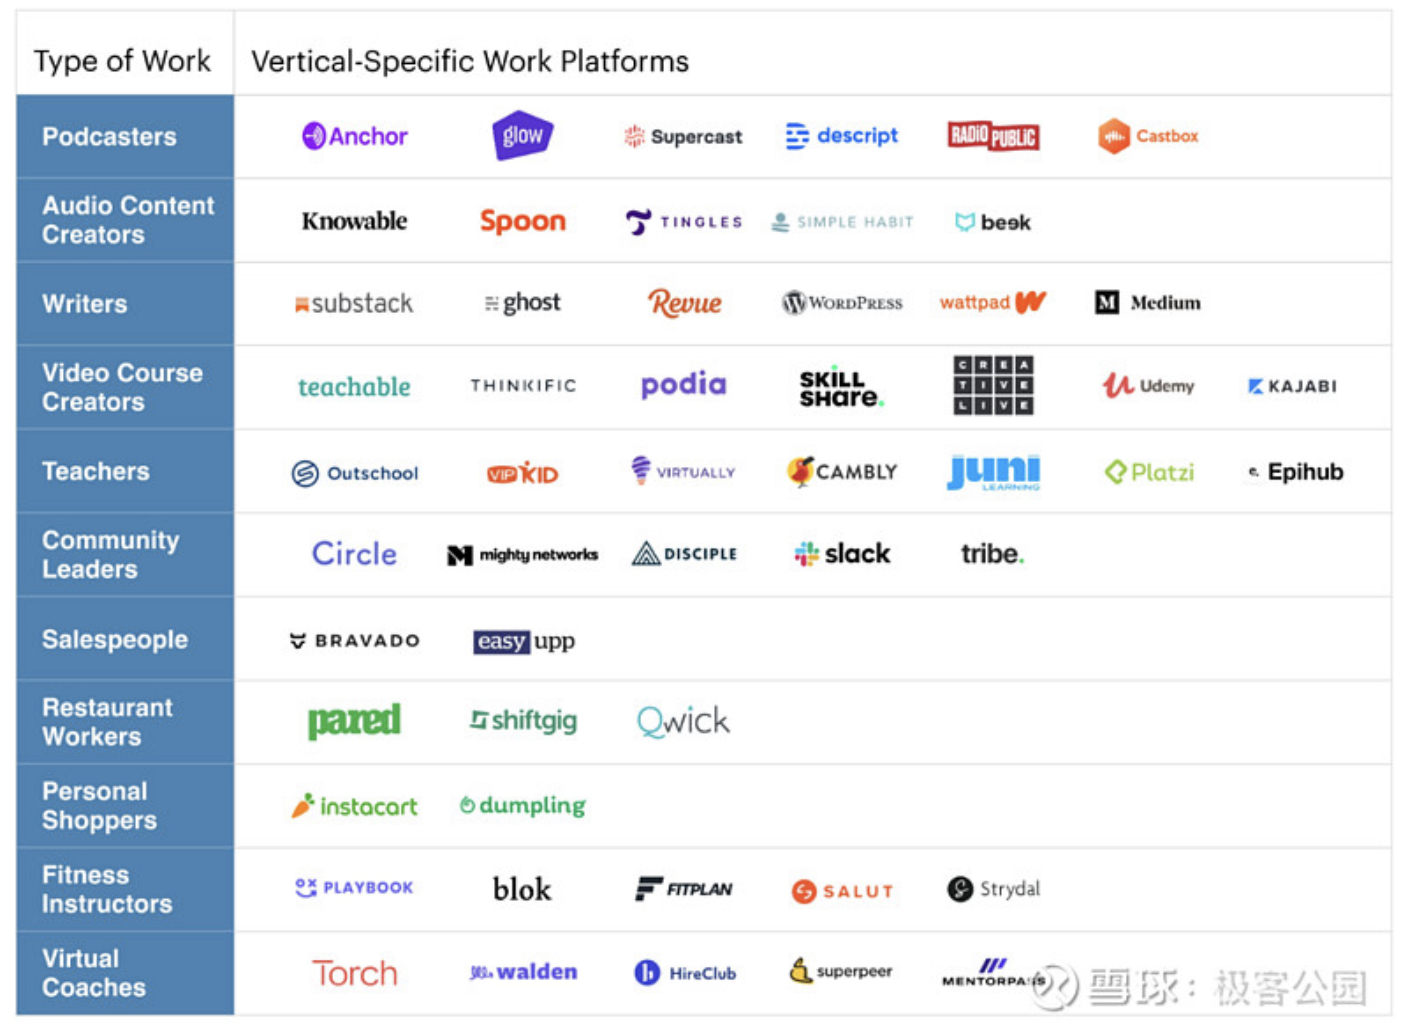 Type of Work Vertical-Specific Work Platforms
Podcasters Anchor glow Supercast descript RADIO PUBLIC Castbox
Audio Content
Creators
Knowable Spoon TINGLES SIMPLE HABIT beek
Writers substack ghost Revue WORDPRESS wattpad W M Medium
Video Course
Creators
teachable THINKIFIC podia SKILL
SHare.
CREA
TIVE
LIVE
Udemy KAJABI
Teachers Outschool VIPKID VIRTUALLY CAMBLY juni
LEARNING
Platzi e. Epihub
Community
Leaders
Circle mighty networks DISCIPLE slack tribe.
Salespeople BRAVADO easy upp
Restaurant
Workers
pared shiftgig Qwick
Personal
Shoppers
instacart dumpling
Fitness
Instructors
PLAYBOOK blok FITPLAN SALUT Strydal
Virtual
Coaches
Torch walden HireClub superpeer MENTORPASS
雪球：极客公园